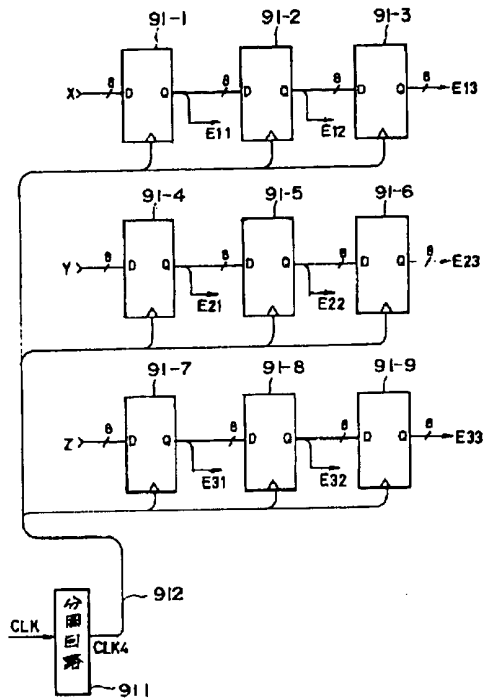 91-1 91-2 91-3
X 8 D Q 8 D Q 8 D Q 8 E13
E11 E12
91-4 91-5 91-6
Y 8 D Q 8 D Q 8 D Q 8 E23
E21 E22
91-7 91-8 91-9
Z 8 D Q 8 D Q 8 D Q 8 E33
E31 E32
912
CLK 分周回路 CLK4
911